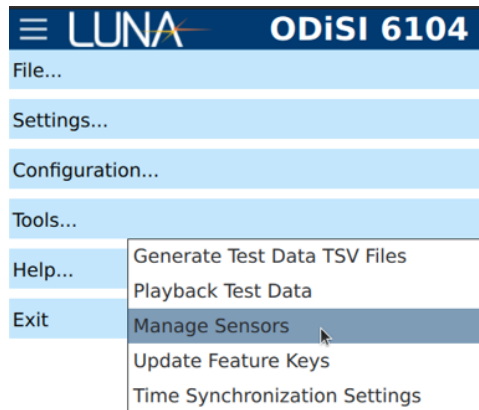 LUNA ODiSI 6104
File...
Settings...
Configuration...
Tools...
Help...
Exit
Generate Test Data TSV Files
Playback Test Data
Manage Sensors
Update Feature Keys
Time Synchronization Settings